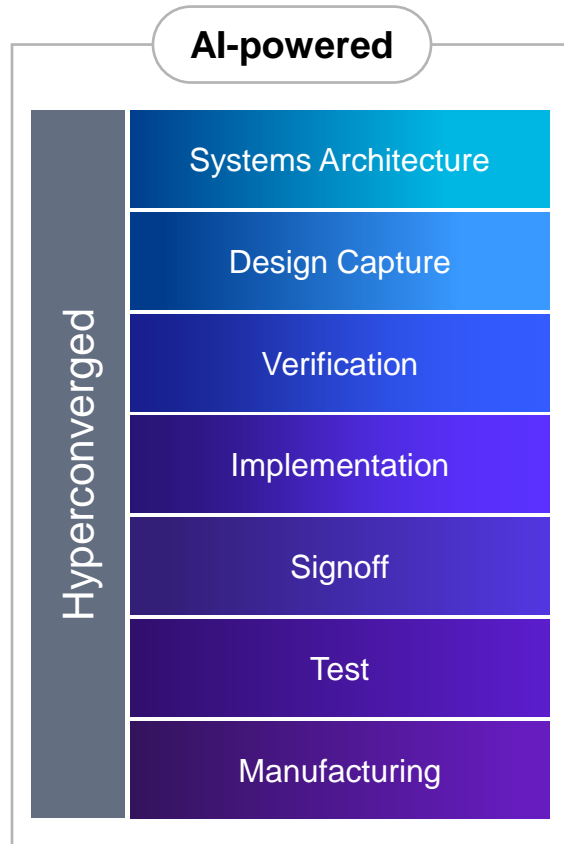 AI-powered
Hyperconverged
Systems Architecture
Design Capture
Verification
Implementation
Signoff
Test
Manufacturing